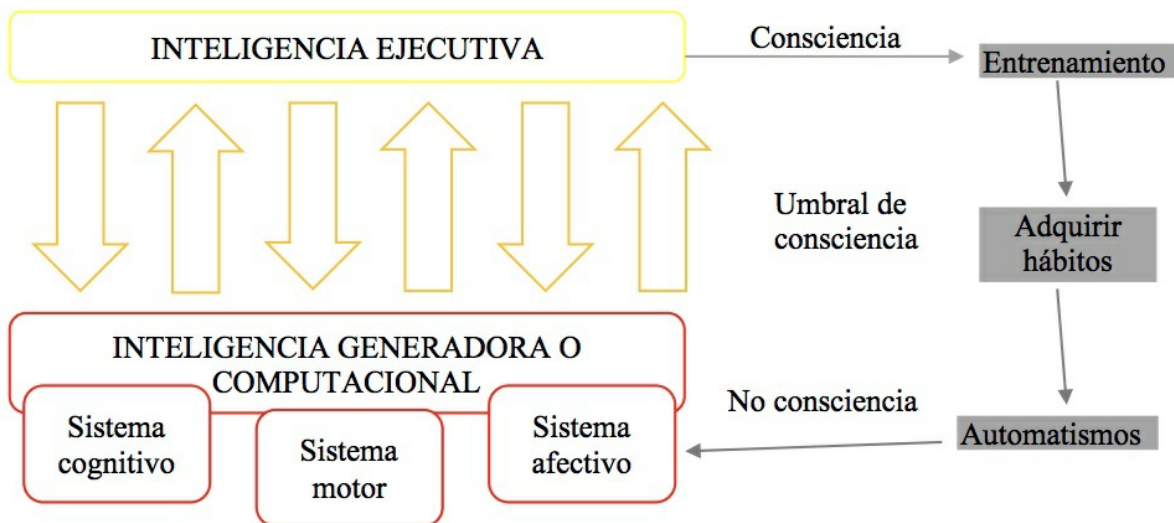 INTELIGENCIA EJECUTIVA
Consciencia
Entrenamiento
Umbral de
consciencia
Adquirir
hábitos
INTELIGENCIA GENERADORA O
COMPUTACIONAL
No consciencia
Automatismos
Sistema
cognitivo
Sistema
motor
Sistema
afectivo